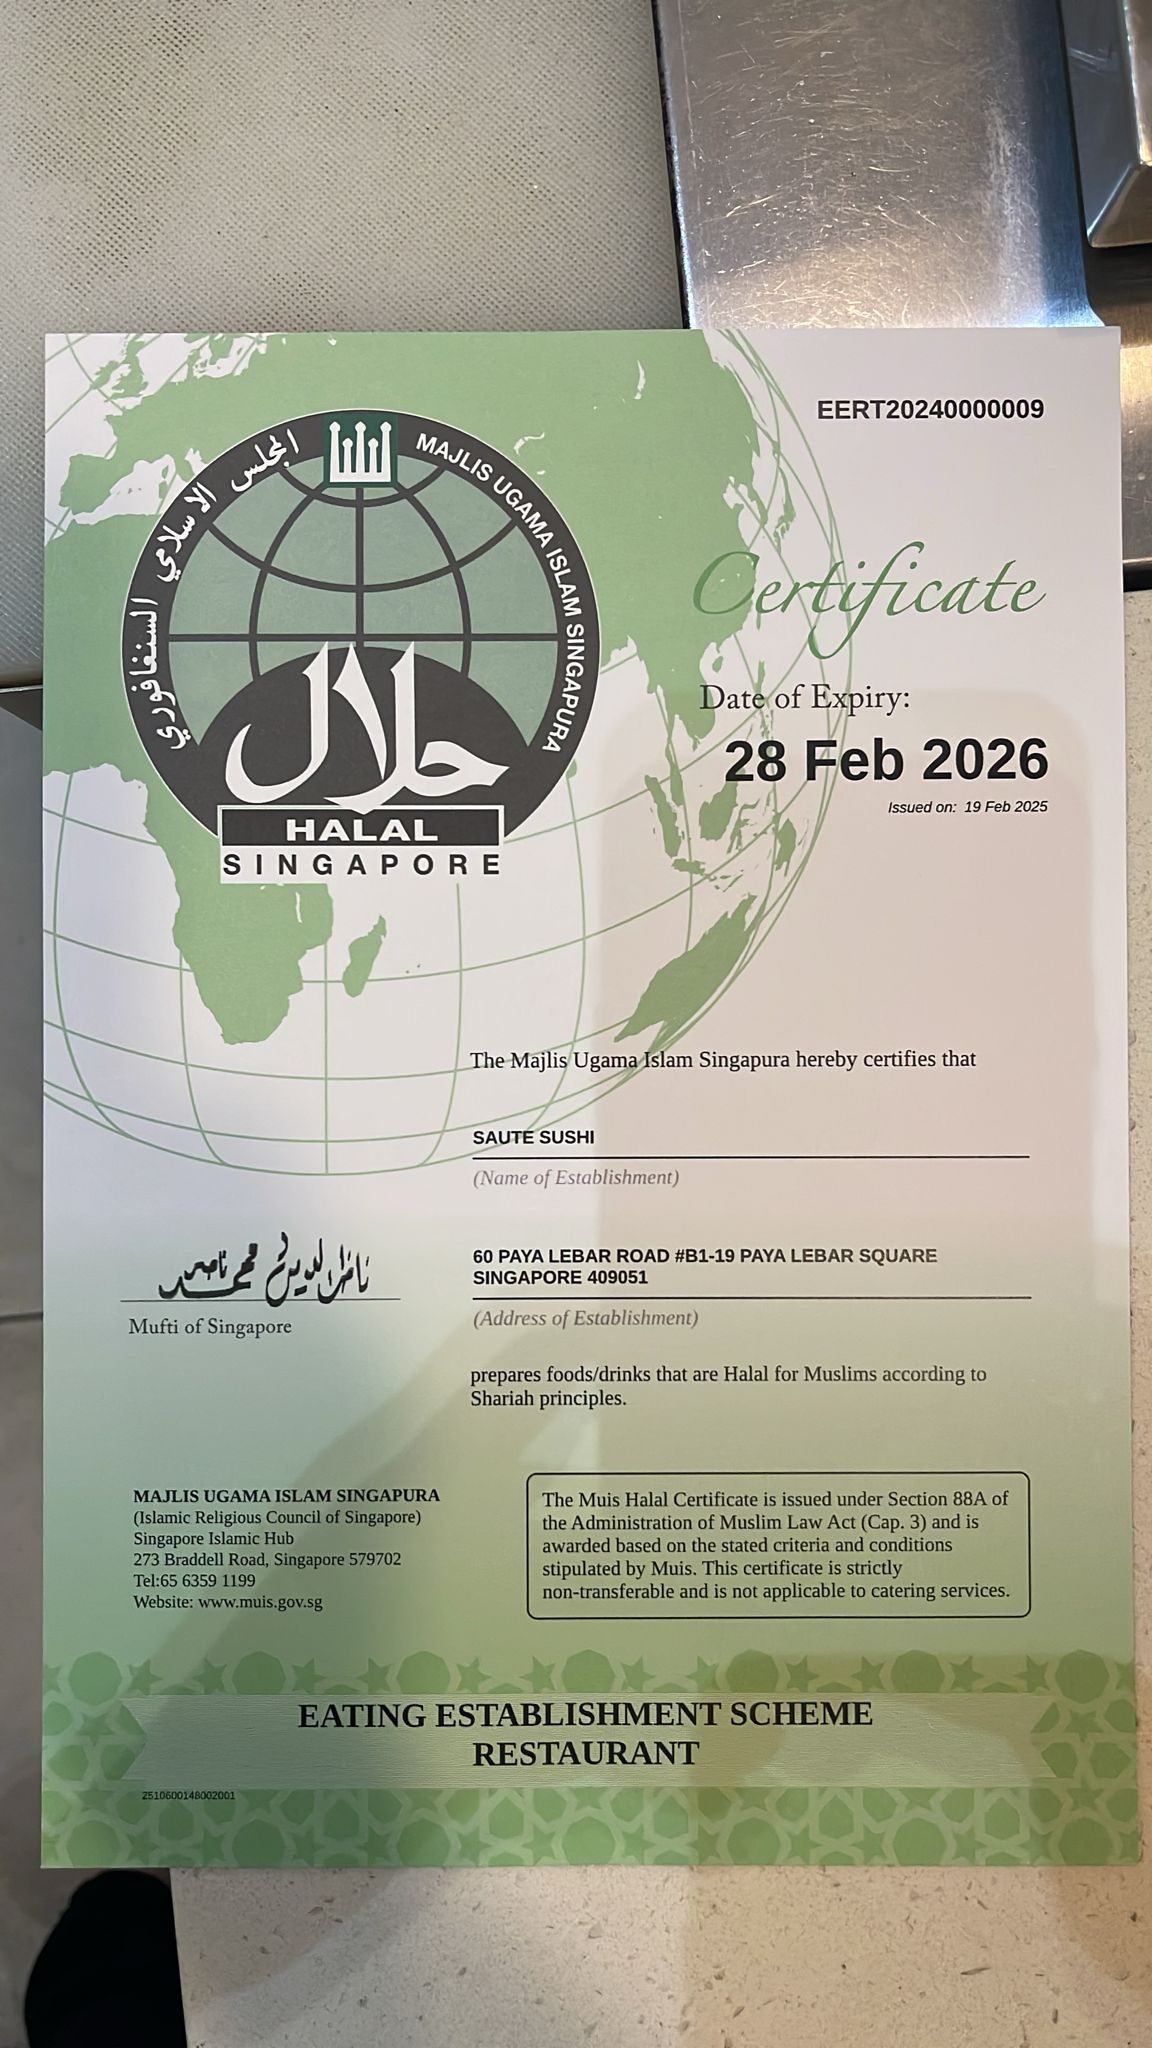 EERT20240000009
المجلس الاسلامي السنغافوري
MAJLIS UGAMA ISLAM SINGAPURA
حلال
HALAL
SINGAPORE
Certificate
Date of Expiry:
28 Feb 2026
Issued on: 19 Feb 2025
The Majlis Ugama Islam Singapura hereby certifies that
SAUTE SUSHI
(Name of Establishment)
60 PAYA LEBAR ROAD #B1-19 PAYA LEBAR SQUARE
SINGAPORE 409051
(Address of Establishment)
Mufti of Singapore
prepares foods/drinks that are Halal for Muslims according to
Shariah principles.
MAJLIS UGAMA ISLAM SINGAPURA
(Islamic Religious Council of Singapore)
Singapore Islamic Hub
273 Braddell Road, Singapore 579702
Tel:65 6359 1199
Website: www.muis.gov.sg
The Muis Halal Certificate is issued under Section 88A of
the Administration of Muslim Law Act (Cap. 3) and is
awarded based on the stated criteria and conditions
stipulated by Muis. This certificate is strictly
non-transferable and is not applicable to catering services.
EATING ESTABLISHMENT SCHEME
RESTAURANT
2510600148002001